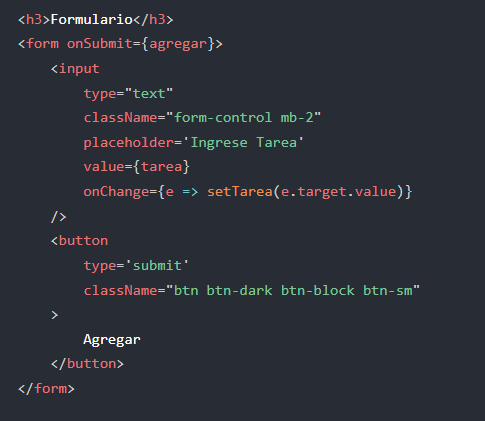 <h3>Formulario</h3>
<form onSubmit={agregar}>
    <input
        type="text"
        className="form-control mb-2"
        placeholder='Ingrese Tarea'
        value={tarea}
        onChange={e => setTarea(e.target.value)}
    />
    <button
        type='submit'
        className="btn btn-dark btn-block btn-sm"
    >
        Agregar
    </button>
</form>